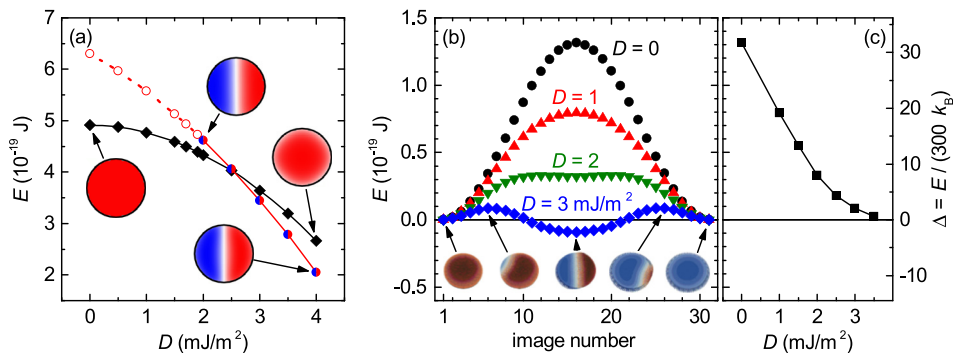 (a)
7
6
5
4
3
2
E (10⁻¹⁹ J)
0 1 2 3 4
D (mJ/m²)
(b)
1.5
1.0
0.5
0.0
-0.5
E (10⁻¹⁹ J)
D = 0
D = 1
D = 2
D = 3 mJ/m²
1 10 20 30
image number
(c)
30
20
10
0
-10
Δ = E / (300 k_B)
0 1 2 3
D (mJ/m²)